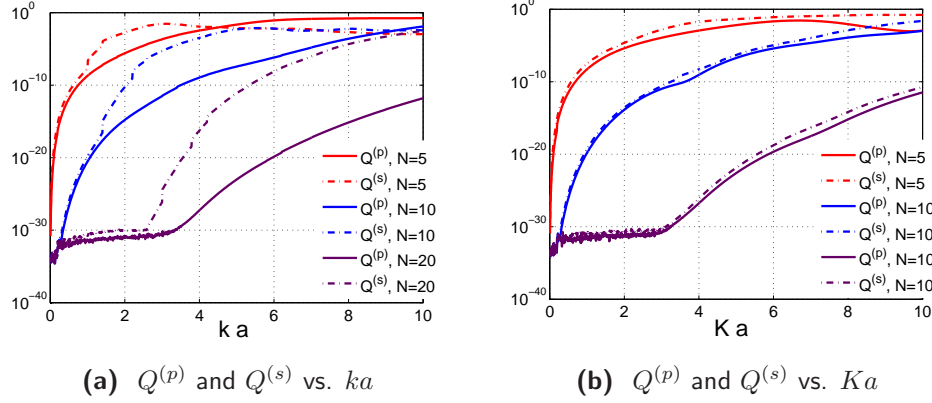 10^0
10^−10
10^−20
10^−30
10^−40
0 2 4 6 8 10
k a
Q^(p), N=5
Q^(s), N=5
Q^(p), N=10
Q^(s), N=10
Q^(p), N=20
Q^(s), N=20
(a) Q^(p) and Q^(s) vs. ka
10^0
10^−10
10^−20
10^−30
10^−40
0 2 4 6 8 10
K a
Q^(p), N=5
Q^(s), N=5
Q^(p), N=10
Q^(s), N=10
Q^(p), N=10
Q^(s), N=10
(b) Q^(p) and Q^(s) vs. Ka